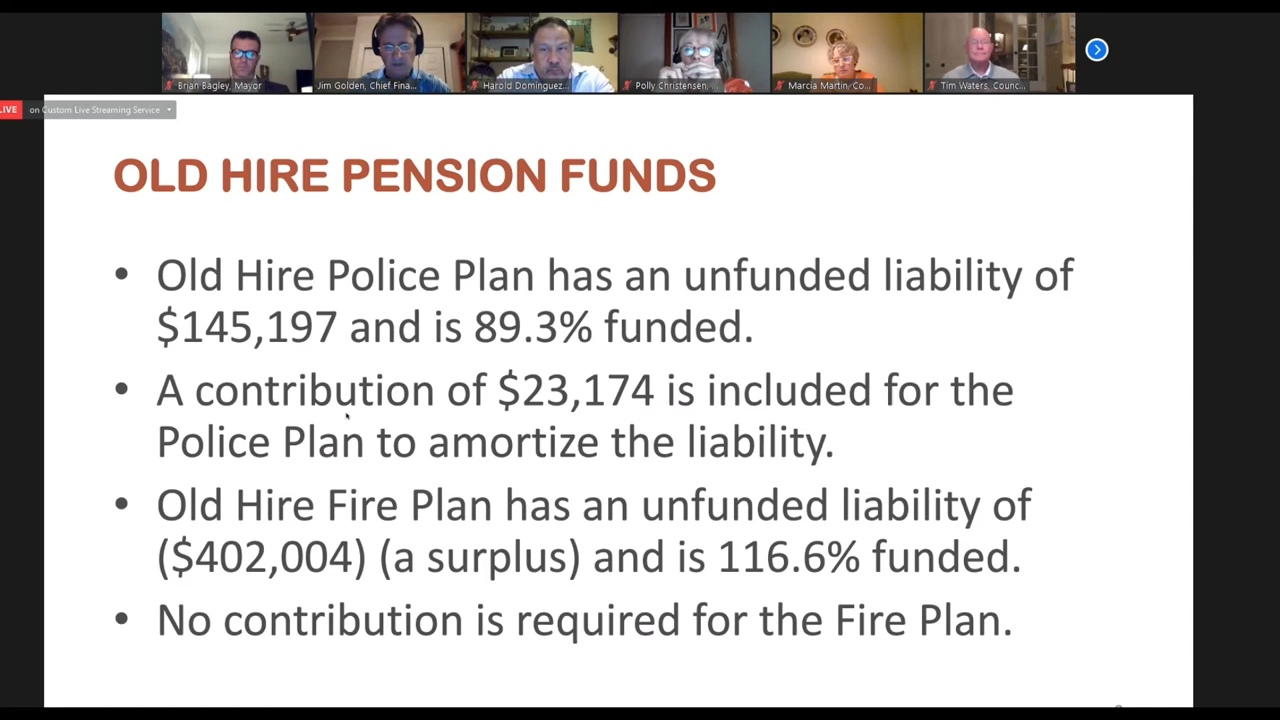 Brian Bagley, Mayor
Jim Golden, Chief Fina...
Harold Dominguez...
Polly Christensen, ...
Marcia Martin, Co...
Tim Waters, Counc...
LIVE on Custom Live Streaming Service
OLD HIRE PENSION FUNDS
• Old Hire Police Plan has an unfunded liability of
$145,197 and is 89.3% funded.
• A contribution of $23,174 is included for the
Police Plan to amortize the liability.
• Old Hire Fire Plan has an unfunded liability of
($402,004) (a surplus) and is 116.6% funded.
• No contribution is required for the Fire Plan.